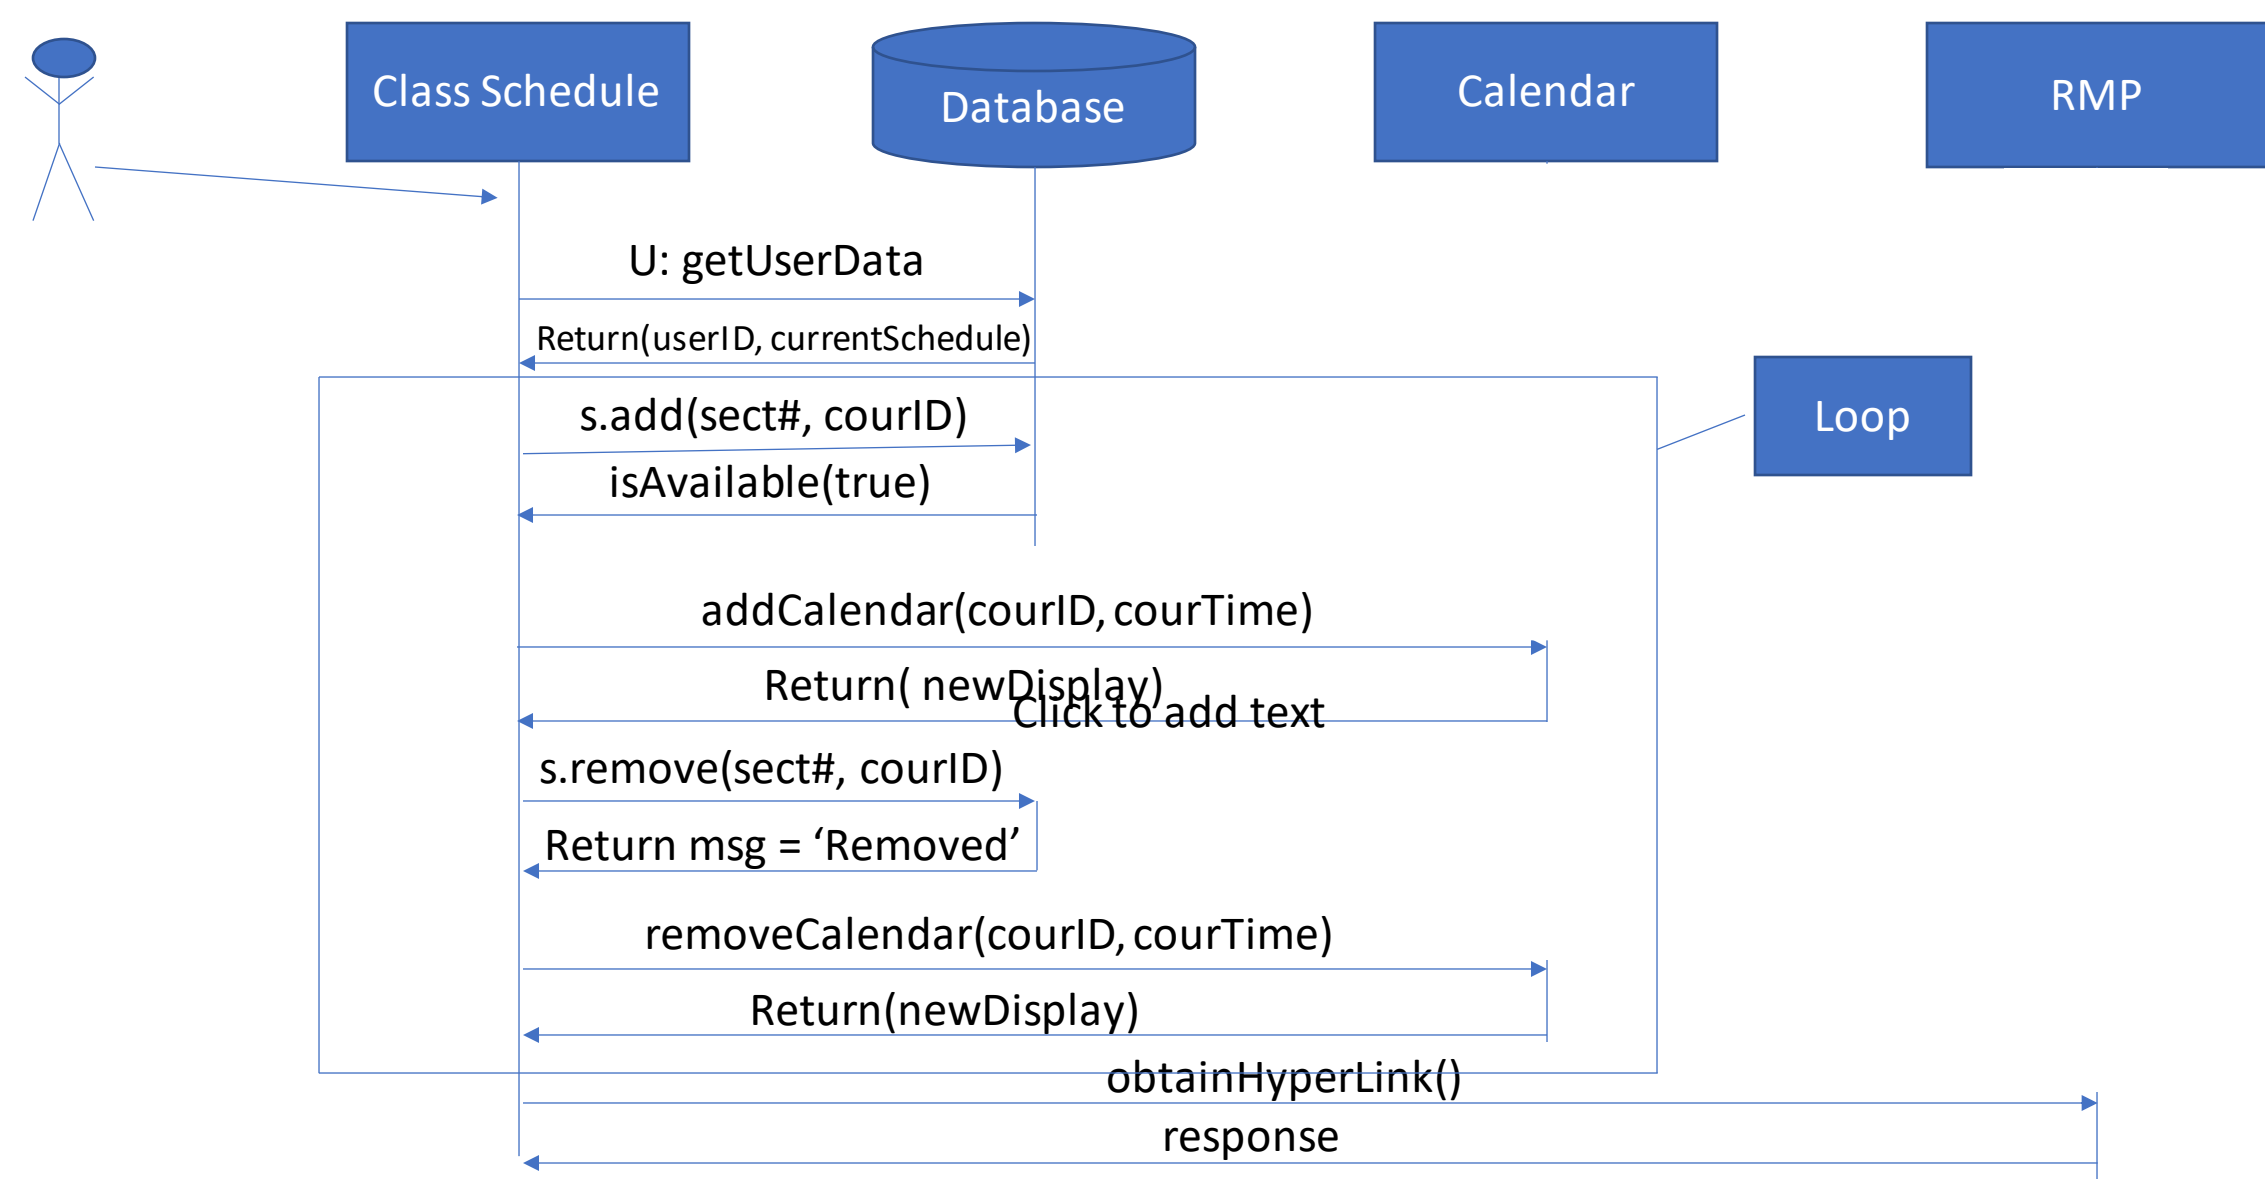 Class Schedule
Database
Calendar
RMP
U: getUserData
Return(userID, currentSchedule)
Loop
s.add(sect#, courID)
isAvailable(true)
addCalendar(courID, courTime)
Return( newDisplay)
Click to add text
s.remove(sect#, courID)
Return msg = ‘Removed’
removeCalendar(courID, courTime)
Return(newDisplay)
obtainHyperLink()
response